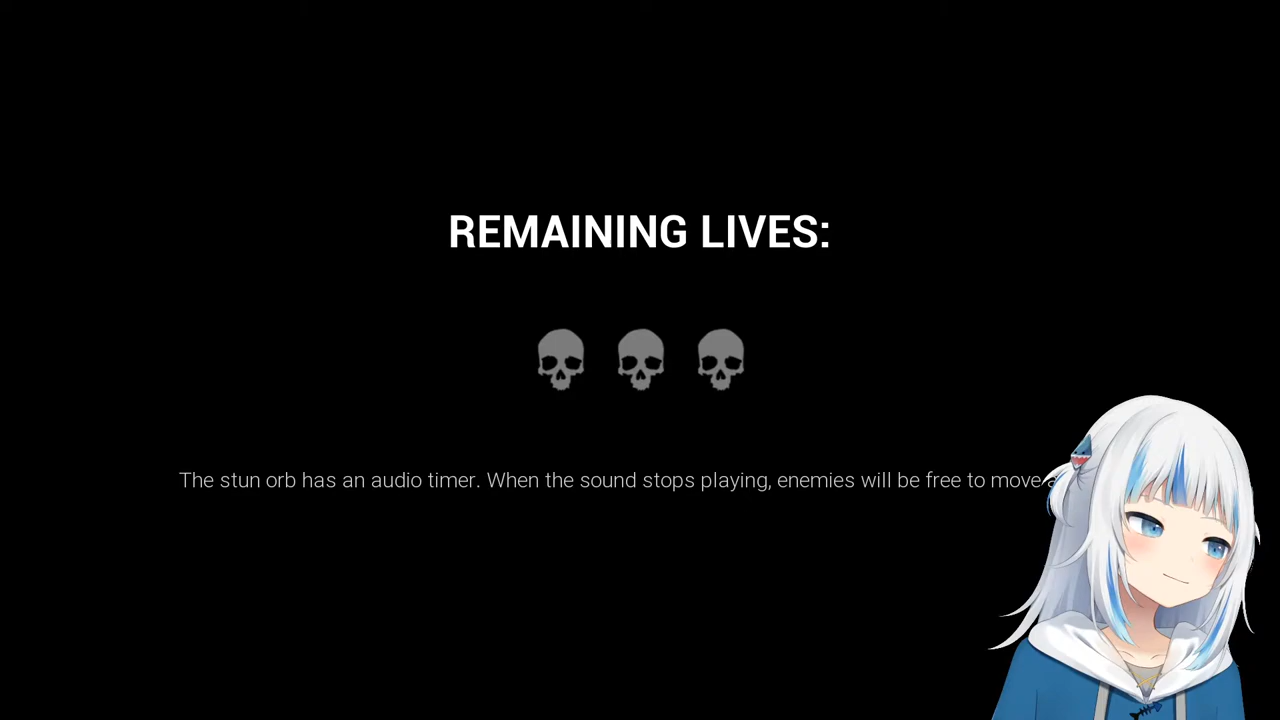 REMAINING LIVES:
The stun orb has an audio timer. When the sound stops playing, enemies will be free to move